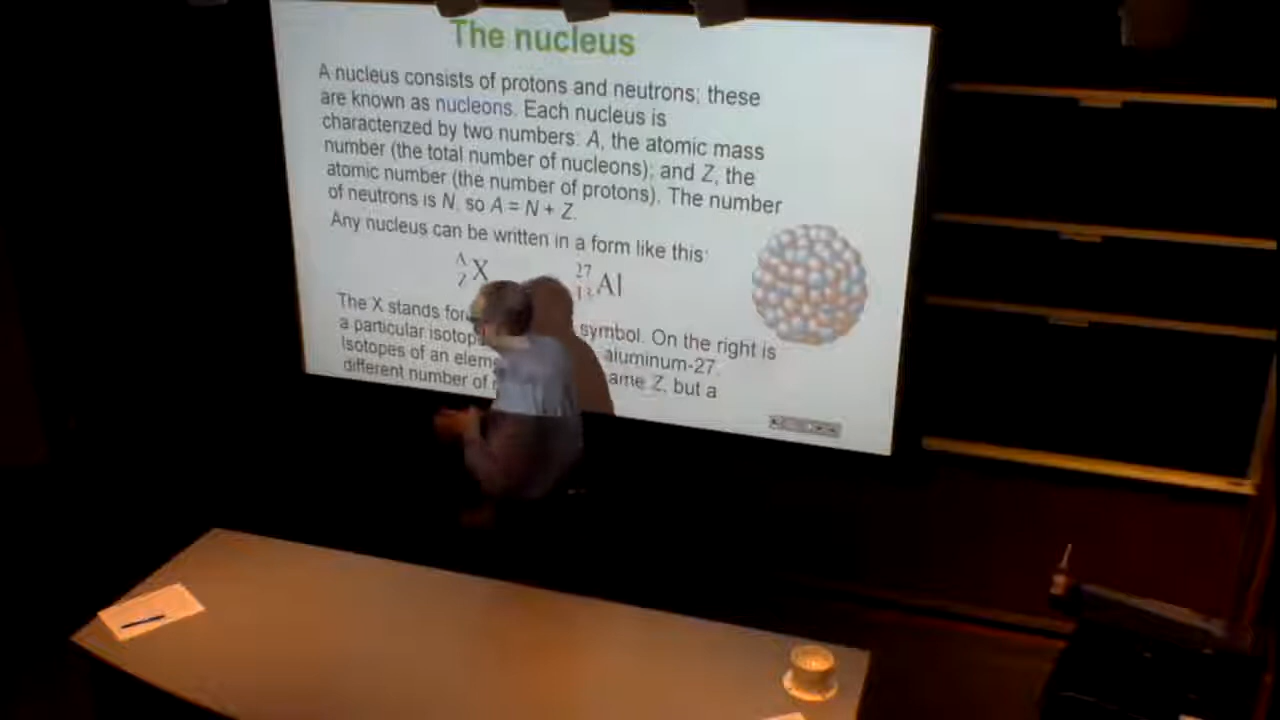 The nucleus
A nucleus consists of protons and neutrons; these
are known as nucleons. Each nucleus is
characterized by two numbers: A, the atomic mass
number (the total number of nucleons); and Z, the
atomic number (the number of protons). The number
of neutrons is N, so A = N + Z.
Any nucleus can be written in a form like this:
A Z X 27 Al
The X stands for symbol. On the right is
a particular aluminum-27.
Isotopes of an Z, but a
different number of